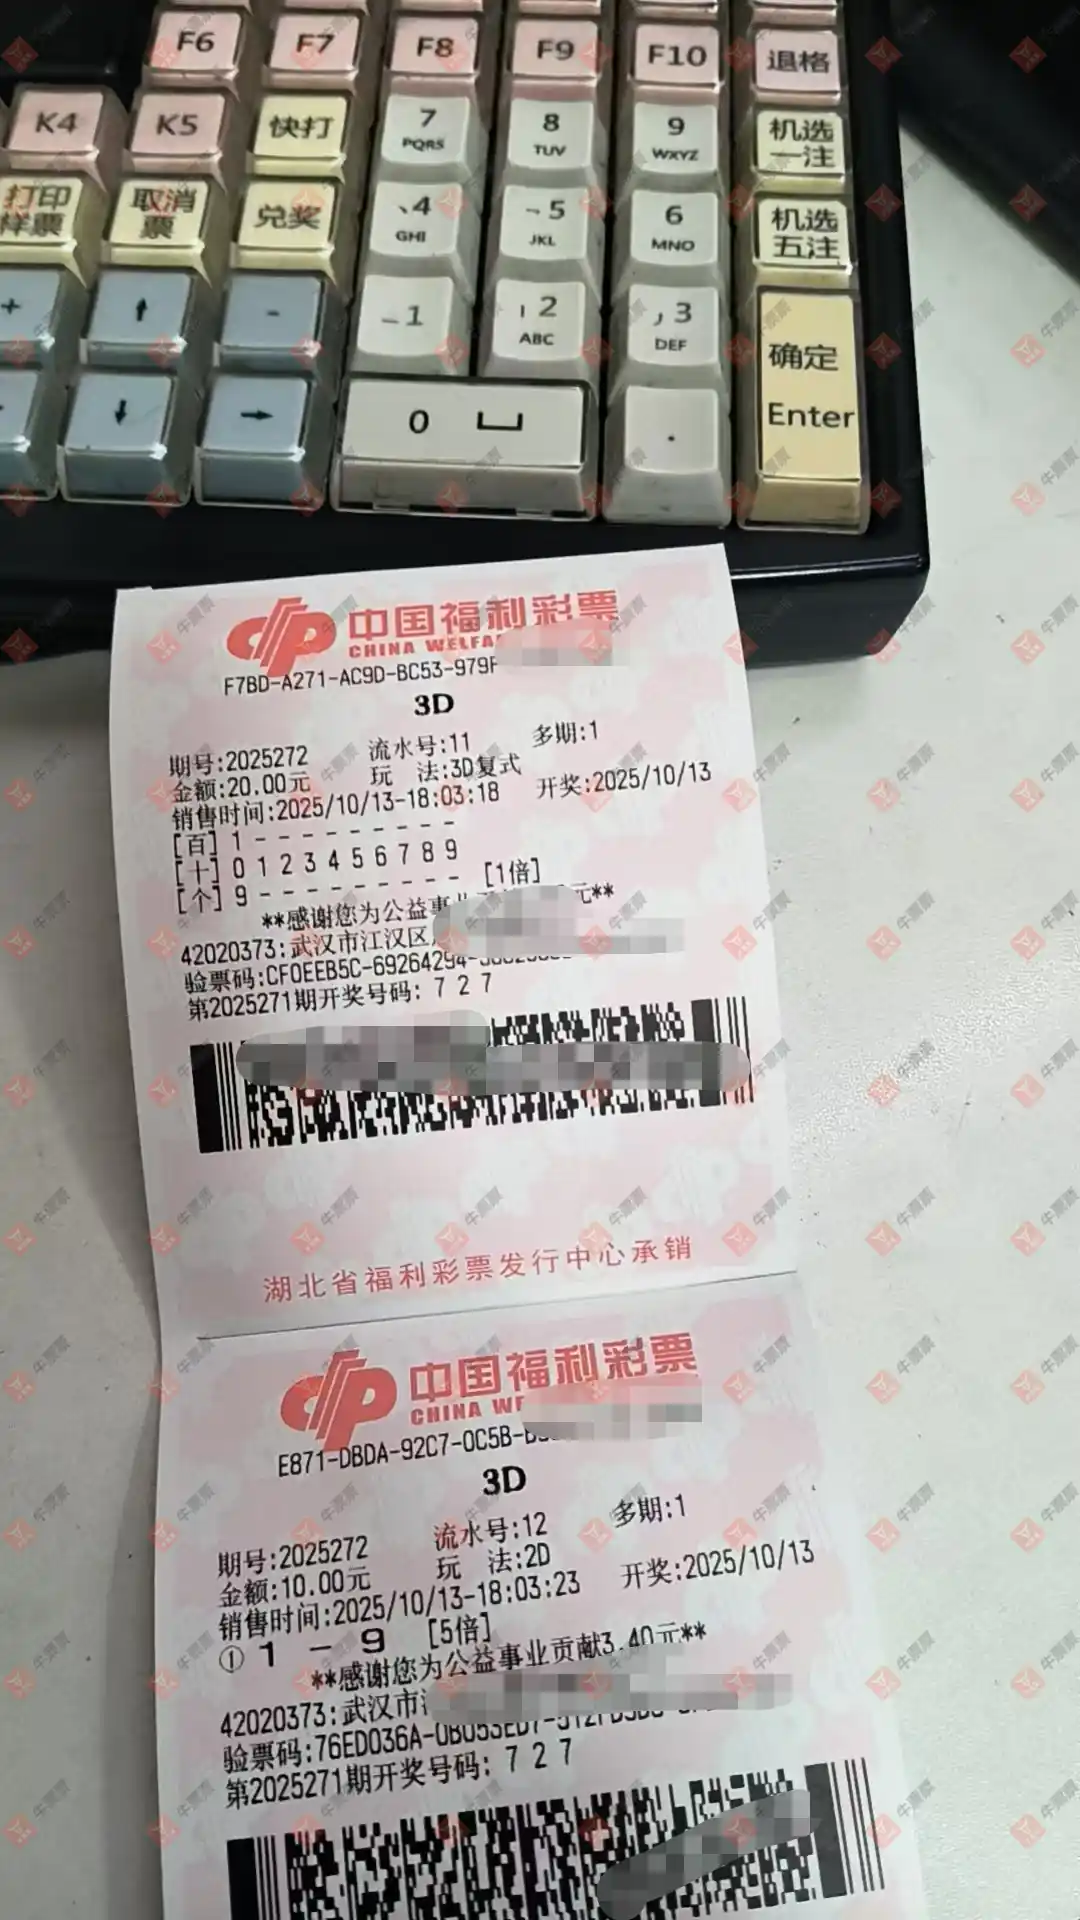 F6 F7 F8 F9 F10 退格
K4 K5 快打 7 PQRS 8 TUV 9 WXYZ 机选一注
打印样票 取消票 兑奖 、4 GHI ㇀5 JKL 6 MNO 机选五注
+ ↑ - 一1 丨2 ABC 丿3 DEF 确定
↓ → 0 . Enter
中国福利彩票
CHINA WELFA
F7BD-A271-AC9D-BC53-979F
3D
期号:2025272 流水号:11 多期:1
金额:20.00元 玩 法:3D复式
销售时间:2025/10/13-18:03:18 开奖:2025/10/13
[百] 1 - - - - - - - - -
[十] 0 1 2 3 4 5 6 7 8 9
[个] 9 - - - - - - - - - [1倍]
**感谢您为公益事业 元**
42020373:武汉市江汉区
验票码:CF0EEB5C-69264294-
第2025271期开奖号码: 7 2 7
湖北省福利彩票发行中心承销
中国福利彩票
CHINA WE
E871-DBDA-92C7-0C5B-B
3D
期号:2025272 流水号:12 多期:1
金额:10.00元 玩 法:2D
销售时间:2025/10/13-18:03:23 开奖:2025/10/13
① 1 - 9 [5倍]
**感谢您为公益事业贡献3.40元**
42020373:武汉市
验票码:76ED036A-0B053ED7-
第2025271期开奖号码: 7 2 7
牛票票